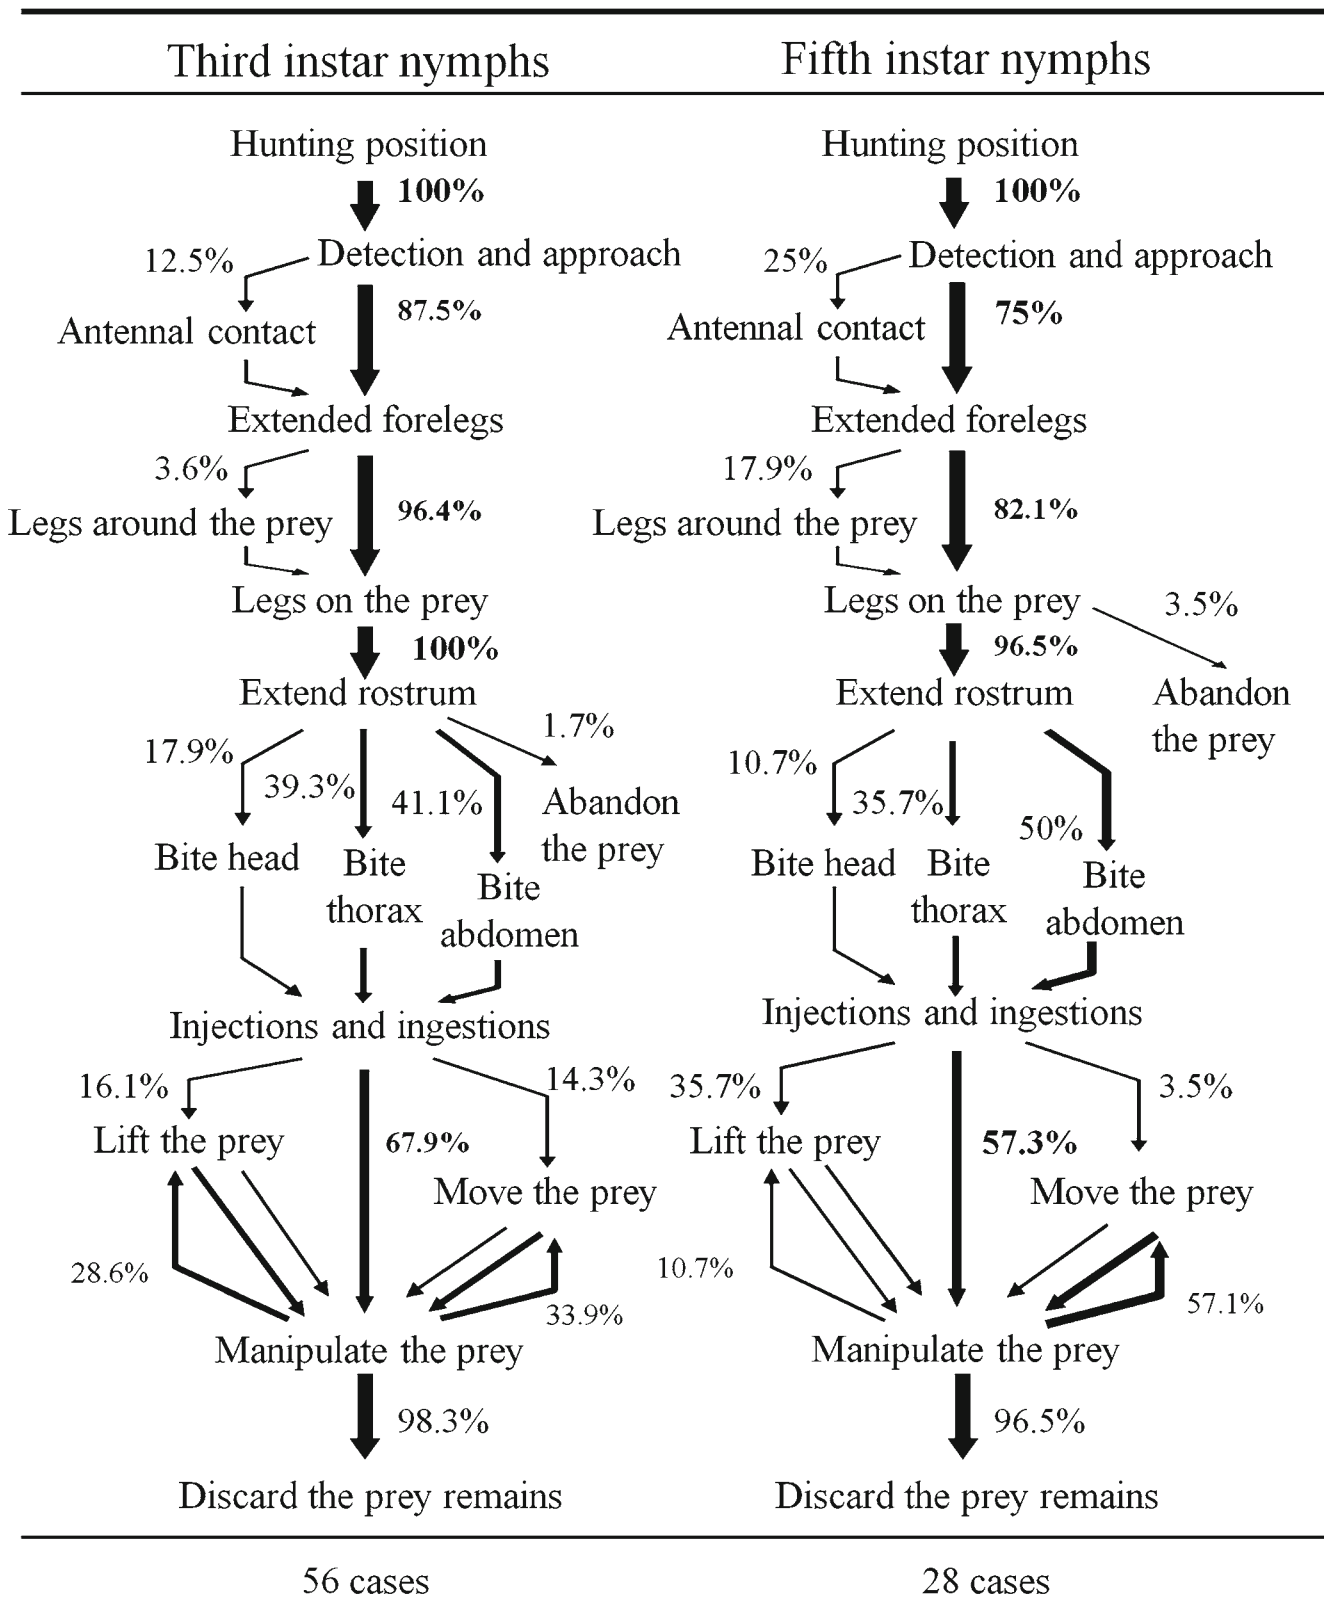 Third instar nymphs
Fifth instar nymphs
Hunting position
100%
Detection and approach
12.5%
87.5%
Antennal contact
Extended forelegs
3.6%
96.4%
Legs around the prey
Legs on the prey
100%
Extend rostrum
17.9%
39.3%
41.1%
1.7%
Abandon
the prey
Bite head
Bite
thorax
Bite
abdomen
Injections and ingestions
16.1%
67.9%
14.3%
Lift the prey
Move the prey
28.6%
33.9%
Manipulate the prey
98.3%
Discard the prey remains
56 cases
Hunting position
100%
Detection and approach
25%
75%
Antennal contact
Extended forelegs
17.9%
82.1%
Legs around the prey
Legs on the prey
3.5%
96.5%
Extend rostrum
Abandon
the prey
10.7%
35.7%
50%
Bite head
Bite
thorax
Bite
abdomen
Injections and ingestions
35.7%
57.3%
3.5%
Lift the prey
Move the prey
10.7%
57.1%
Manipulate the prey
96.5%
Discard the prey remains
28 cases